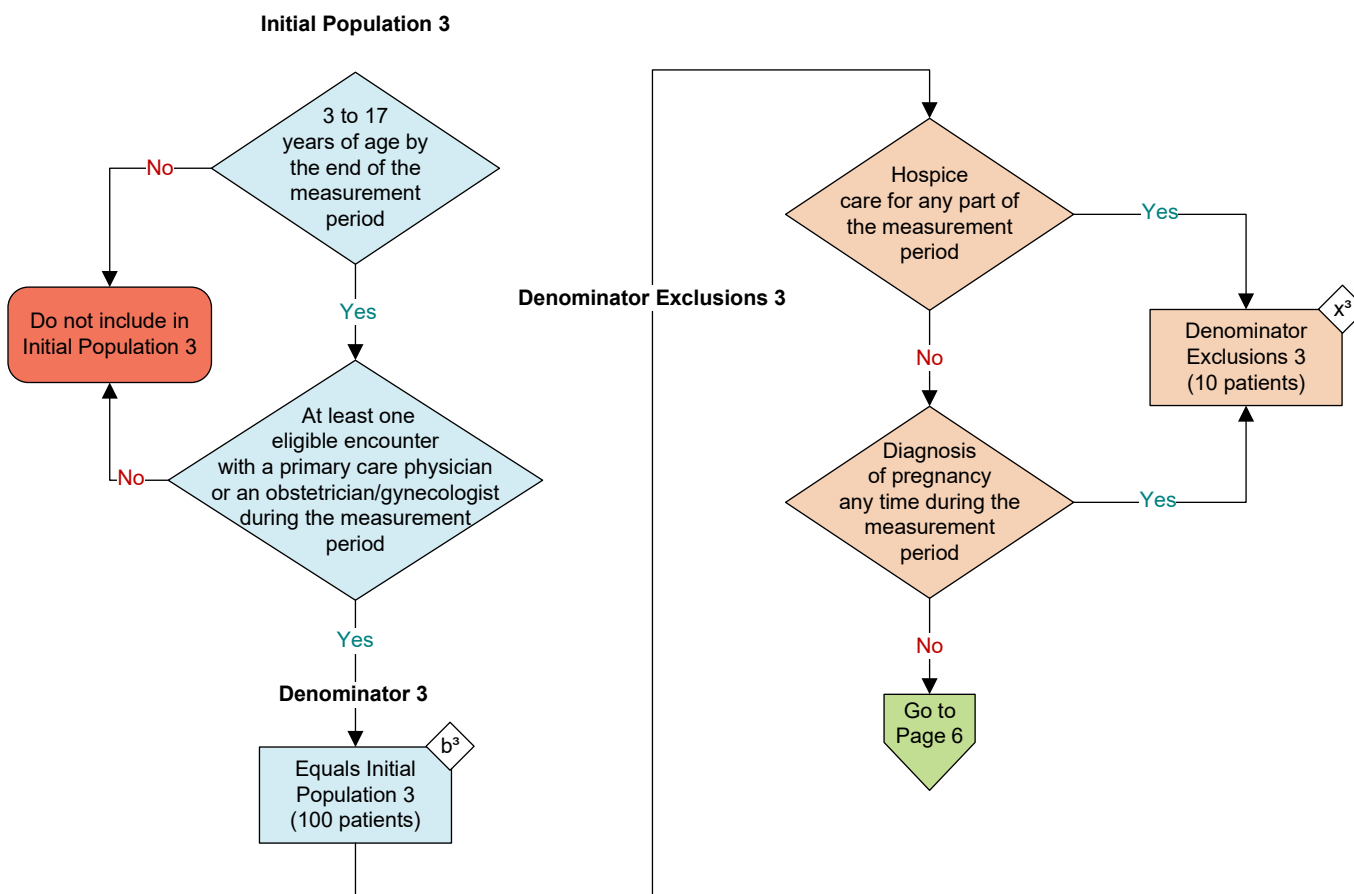 Initial Population 3
3 to 17
years of age by
the end of the
measurement
period
No
Yes
Do not include in
Initial Population 3
At least one
eligible encounter
with a primary care physician
or an obstetrician/gynecologist
during the measurement
period
No
Yes
Denominator 3
b³
Equals Initial
Population 3
(100 patients)
Denominator Exclusions 3
Hospice
care for any part of
the measurement
period
Yes
No
x³
Denominator
Exclusions 3
(10 patients)
Diagnosis
of pregnancy
any time during the
measurement
period
Yes
No
Go to
Page 6